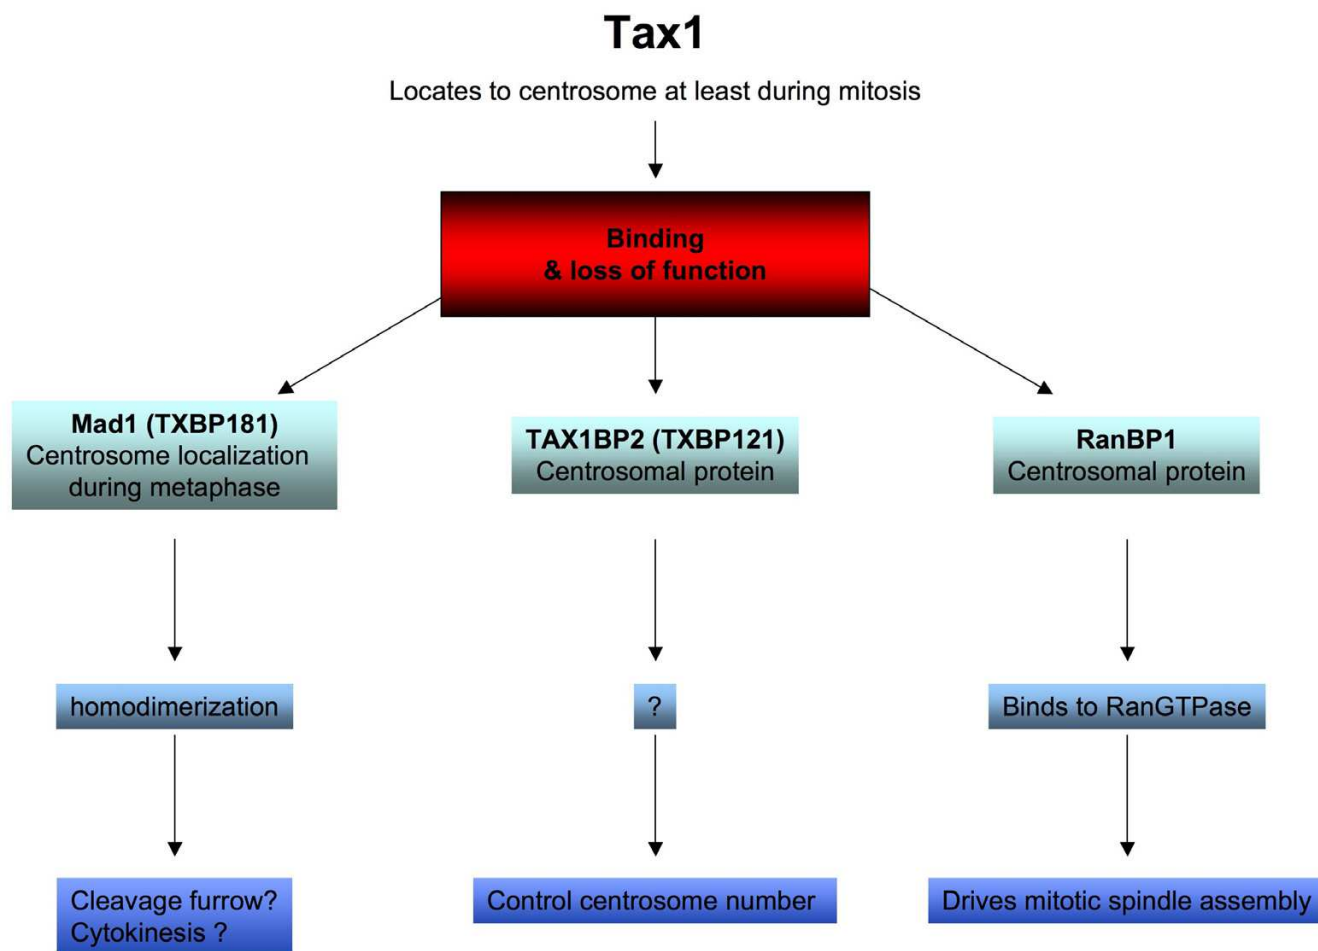 Tax1
Locates to centrosome at least during mitosis
Binding
& loss of function
Mad1 (TXBP181)
Centrosome localization
during metaphase
TAX1BP2 (TXBP121)
Centrosomal protein
RanBP1
Centrosomal protein
homodimerization
?
Binds to RanGTPase
Cleavage furrow?
Cytokinesis ?
Control centrosome number
Drives mitotic spindle assembly